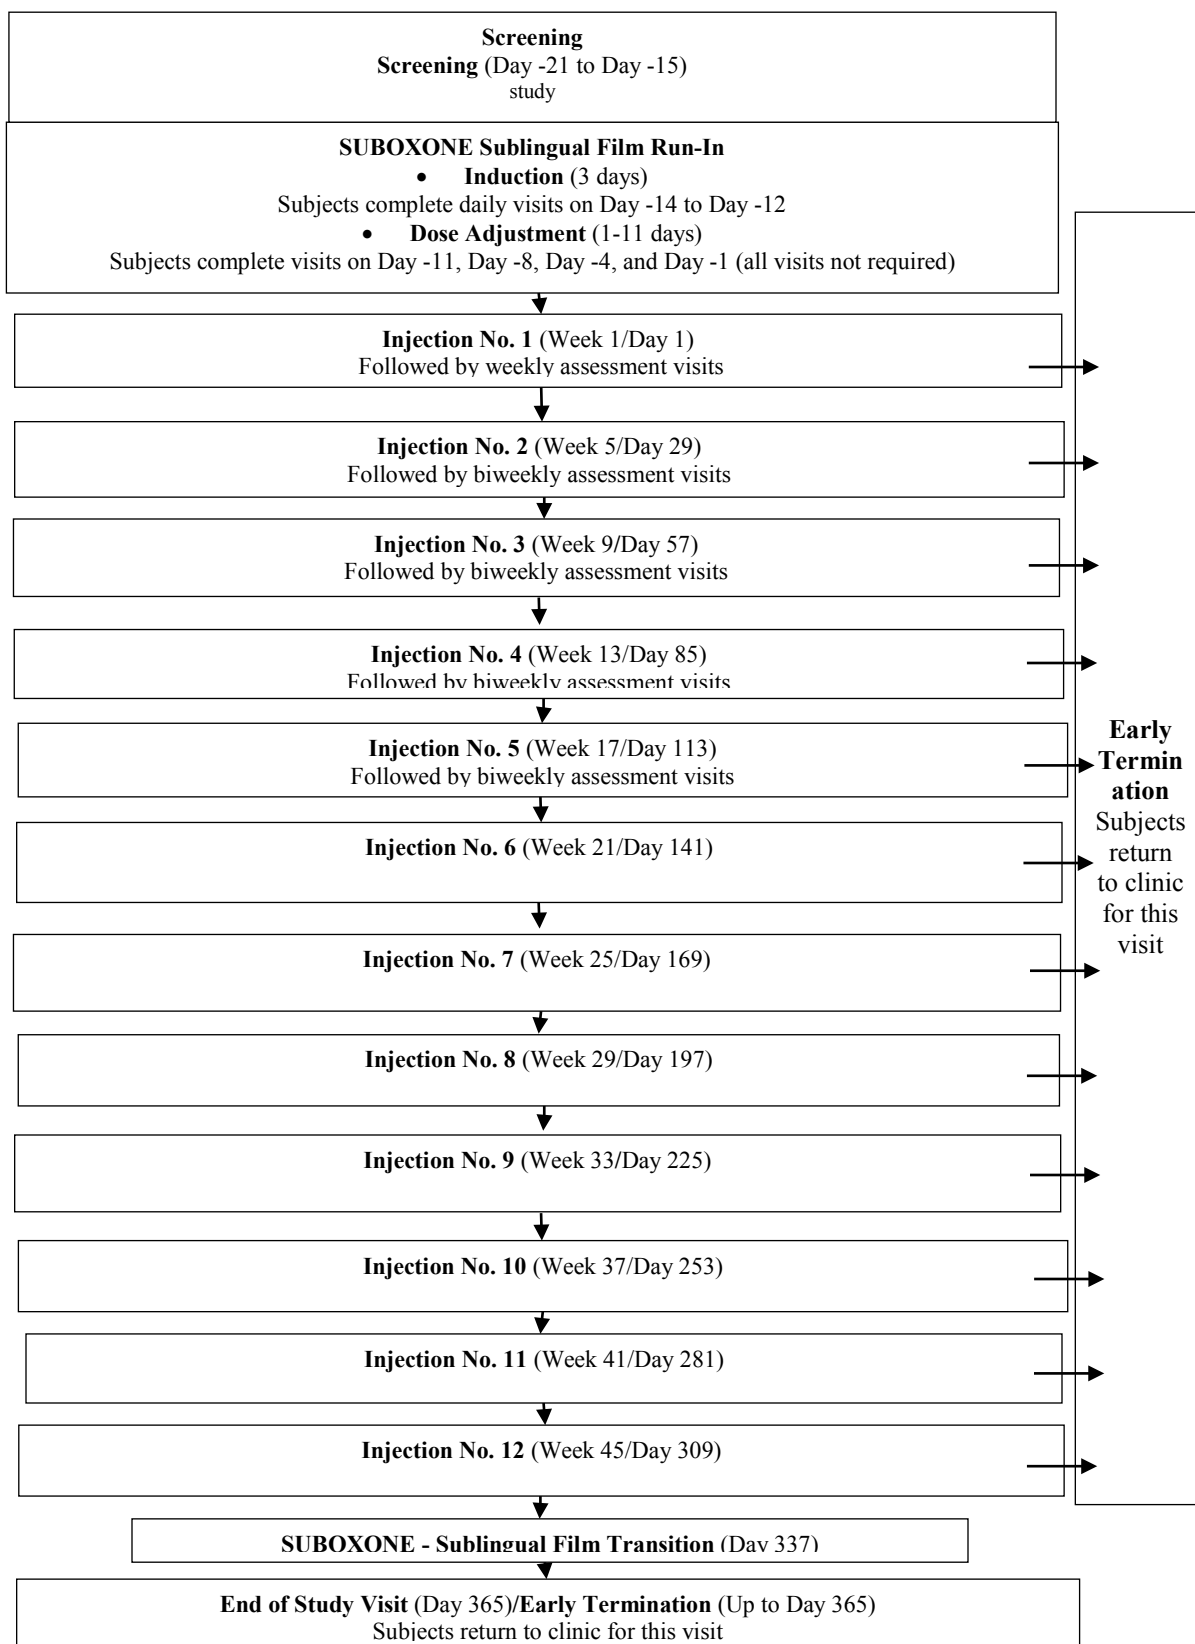 Screening
Screening (Day -21 to Day -15)
study
SUBOXONE Sublingual Film Run-In
• Induction (3 days)
Subjects complete daily visits on Day -14 to Day -12
• Dose Adjustment (1-11 days)
Subjects complete visits on Day -11, Day -8, Day -4, and Day -1 (all visits not required)
Injection No. 1 (Week 1/Day 1)
Followed by weekly assessment visits
Injection No. 2 (Week 5/Day 29)
Followed by biweekly assessment visits
Injection No. 3 (Week 9/Day 57)
Followed by biweekly assessment visits
Injection No. 4 (Week 13/Day 85)
Followed by biweekly assessment visits
Injection No. 5 (Week 17/Day 113)
Followed by biweekly assessment visits
Injection No. 6 (Week 21/Day 141)
Injection No. 7 (Week 25/Day 169)
Injection No. 8 (Week 29/Day 197)
Injection No. 9 (Week 33/Day 225)
Injection No. 10 (Week 37/Day 253)
Injection No. 11 (Week 41/Day 281)
Injection No. 12 (Week 45/Day 309)
SUBOXONE - Sublingual Film Transition (Day 337)
End of Study Visit (Day 365)/Early Termination (Up to Day 365)
Subjects return to clinic for this visit
Early
Termin
ation
Subjects
return
to clinic
for this
visit